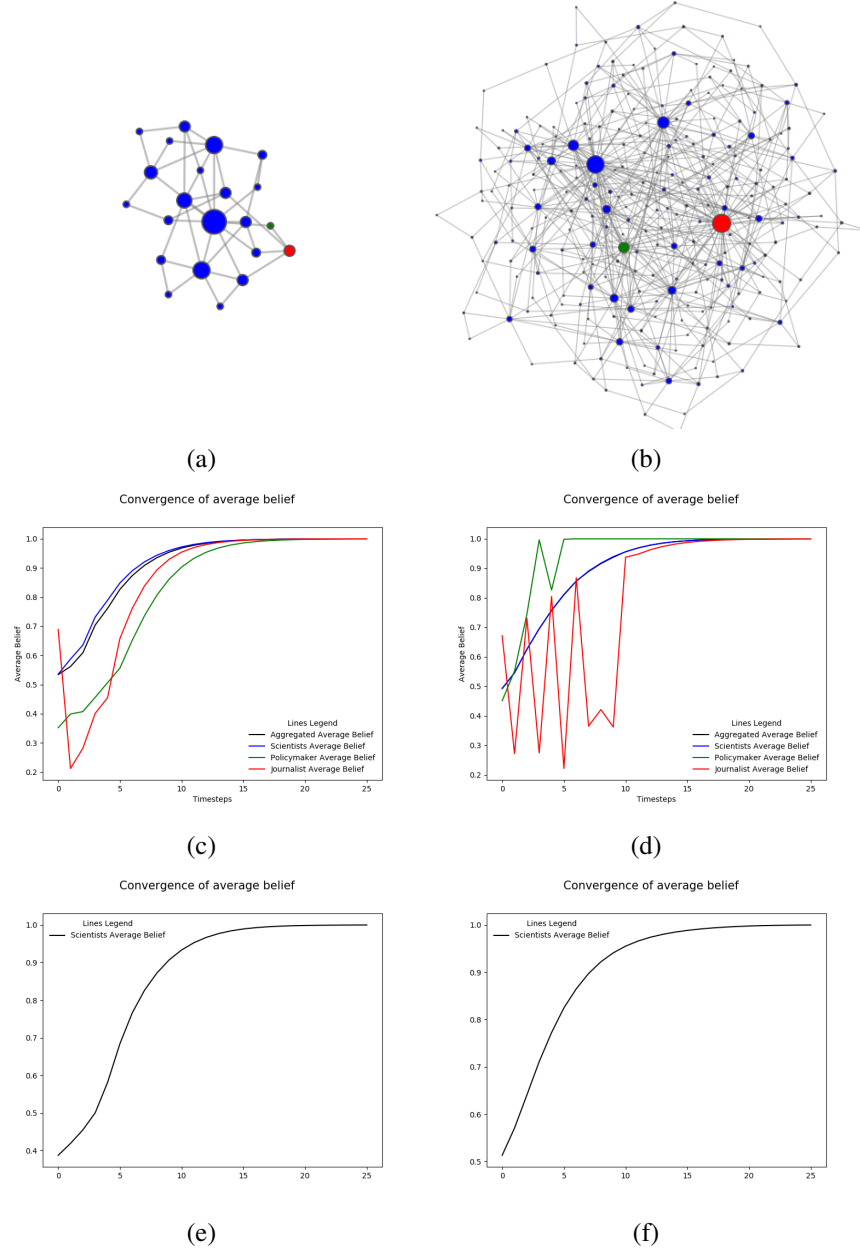 (a)
(b)
Convergence of average belief
1.0
0.9
0.8
0.7
0.6
0.5
0.4
0.3
0.2
Average Belief
0
5
10
15
20
25
Timesteps
Lines Legend
Aggregated Average Belief
Scientists Average Belief
Policymaker Average Belief
Journalist Average Belief
(c)
Convergence of average belief
1.0
0.9
0.8
0.7
0.6
0.5
0.4
0.3
0.2
Average Belief
0
5
10
15
20
25
Timesteps
Lines Legend
Aggregated Average Belief
Scientists Average Belief
Policymaker Average Belief
Journalist Average Belief
(d)
Convergence of average belief
Lines Legend
Scientists Average Belief
1.0
0.9
0.8
0.7
0.6
0.5
0.4
0
5
10
15
20
25
(e)
Convergence of average belief
Lines Legend
Scientists Average Belief
1.0
0.9
0.8
0.7
0.6
0.5
0
5
10
15
20
25
(f)